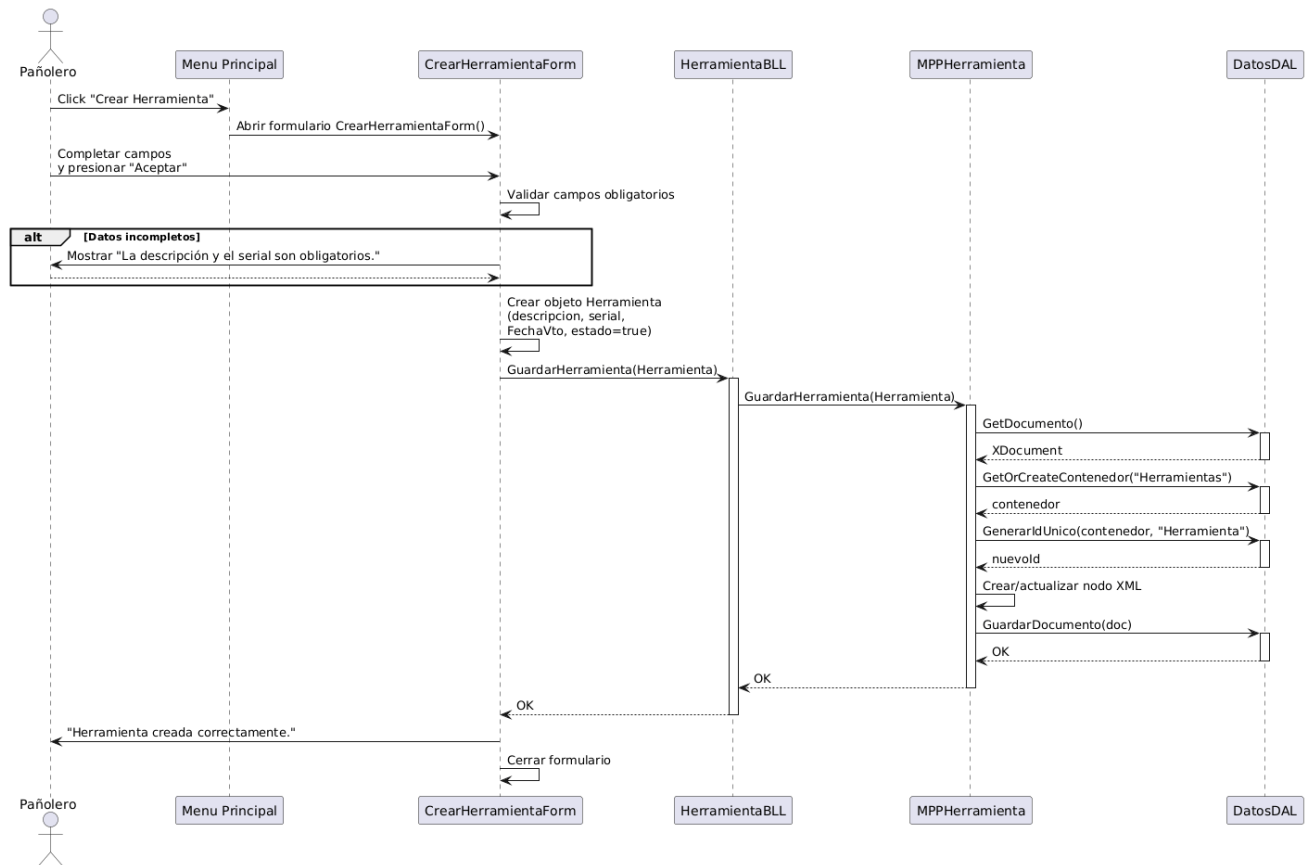 Pañolero
Menu Principal
CrearHerramientaForm
HerramientaBLL
MPPHerramienta
DatosDAL
Click "Crear Herramienta"
Abrir formulario CrearHerramientaForm()
Completar campos
y presionar "Aceptar"
Validar campos obligatorios
alt
[Datos incompletos]
Mostrar "La descripción y el serial son obligatorios."
Crear objeto Herramienta
(descripcion, serial,
FechaVto, estado=true)
GuardarHerramienta(Herramienta)
GuardarHerramienta(Herramienta)
GetDocumento()
XDocument
GetOrCreateContenedor("Herramientas")
contenedor
GenerarIdUnico(contenedor, "Herramienta")
nuevoId
Crear/actualizar nodo XML
GuardarDocumento(doc)
OK
OK
OK
"Herramienta creada correctamente."
Cerrar formulario
Pañolero
Menu Principal
CrearHerramientaForm
HerramientaBLL
MPPHerramienta
DatosDAL